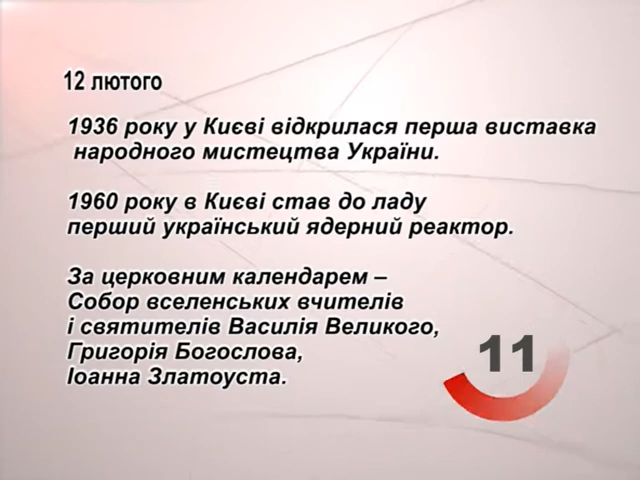 12 лютого
1936 року у Києві відкрилася перша виставка
народного мистецтва України.
1960 року в Києві став до ладу
перший український ядерний реактор.
За церковним календарем –
Собор вселенських вчителів
і святителів Василія Великого,
Григорія Богослова,
Іоанна Златоуста.
11